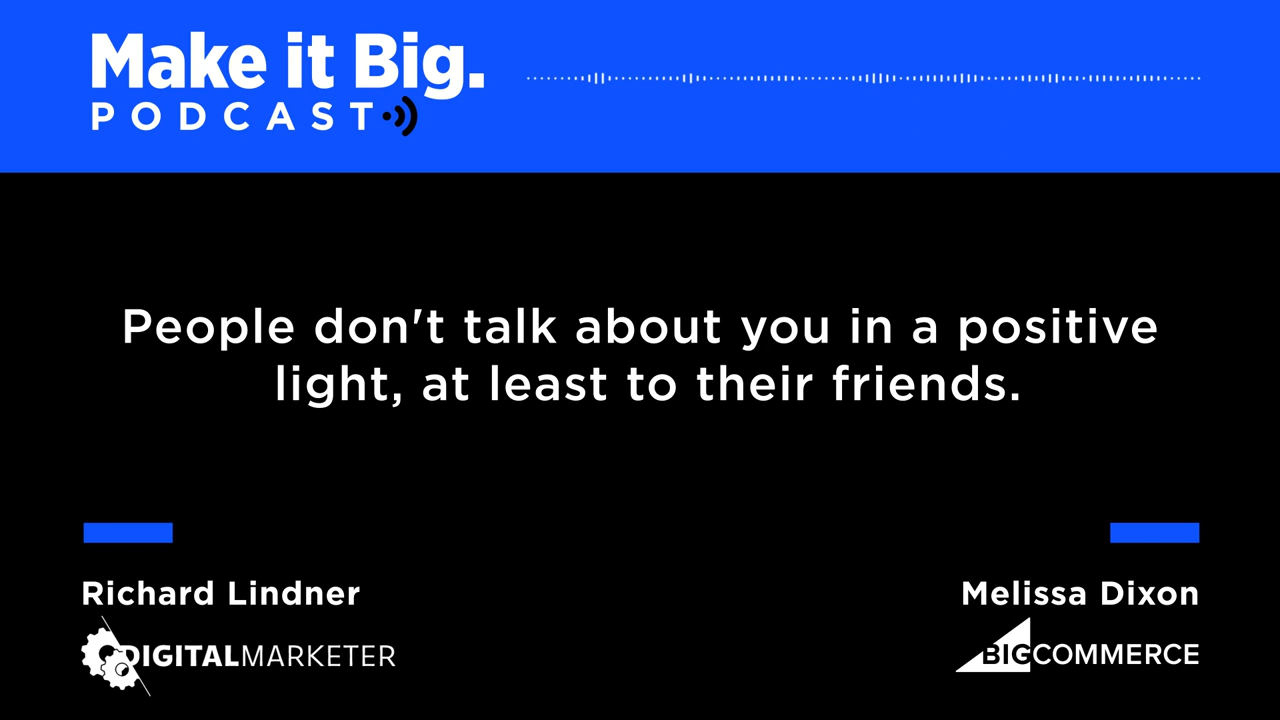 Make it Big.
PODCAST
People don't talk about you in a positive
light, at least to their friends.
Richard Lindner
Melissa Dixon
DIGITALMARKETER
BIGCOMMERCE